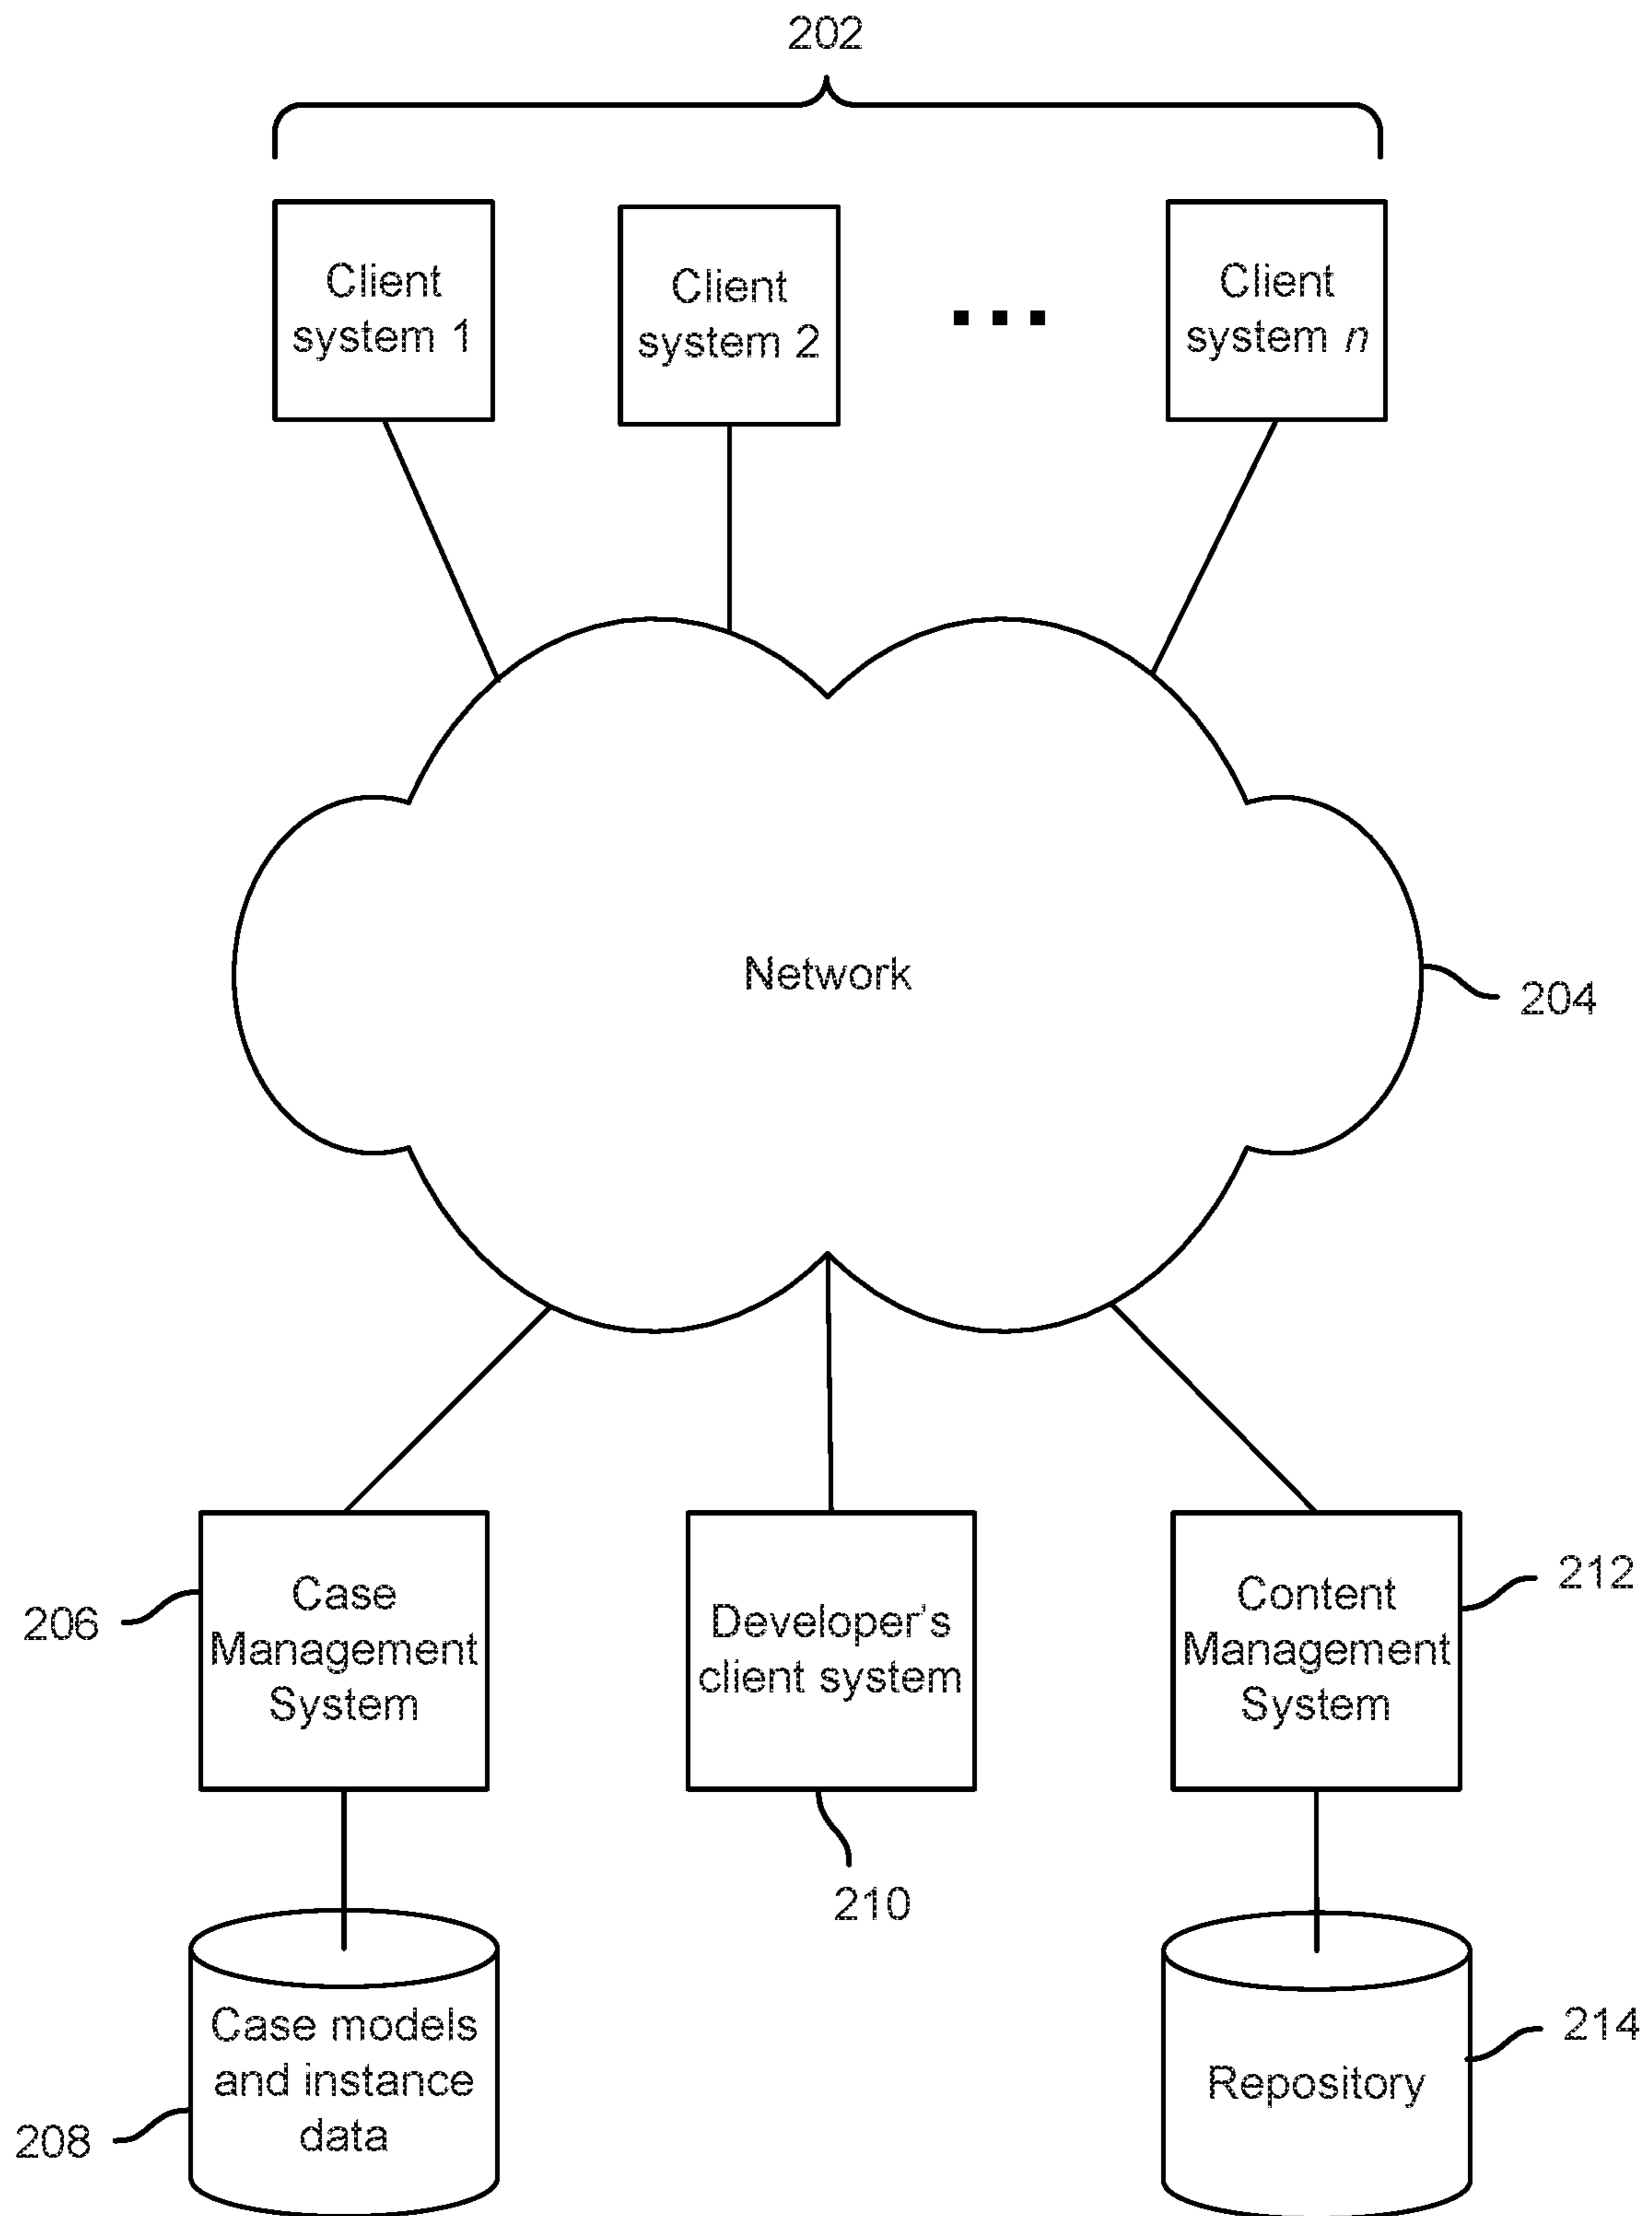 202
Client
system 1
Client
system 2
Client
system n
Network
204
206
Case
Management
System
Developer's
client system
Content
Management
System
212
210
Case models
and instance
data
208
Repository
214